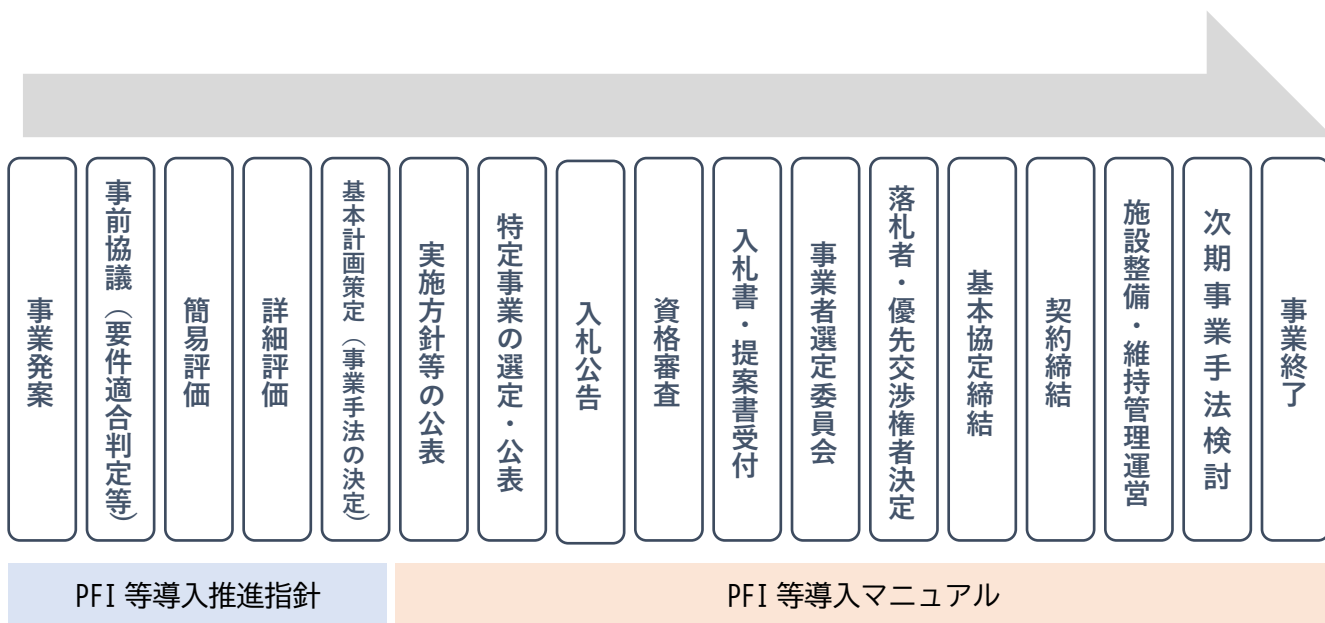 事業発案
事前協議（要件適合判定等）
簡易評価
詳細評価
基本計画策定（事業手法の決定）
実施方針等の公表
特定事業の選定・公表
入札公告
資格審査
入札書・提案書受付
事業者選定委員会
落札者・優先交渉権者決定
基本協定締結
契約締結
施設整備・維持管理運営
次期事業手法検討
事業終了
PFI 等導入推進指針
PFI 等導入マニュアル